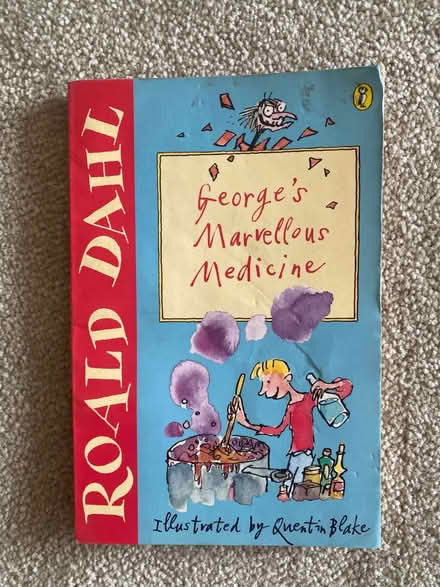 ROALD DAHL
George's
Marvellous
Medicine
Illustrated by Quentin Blake